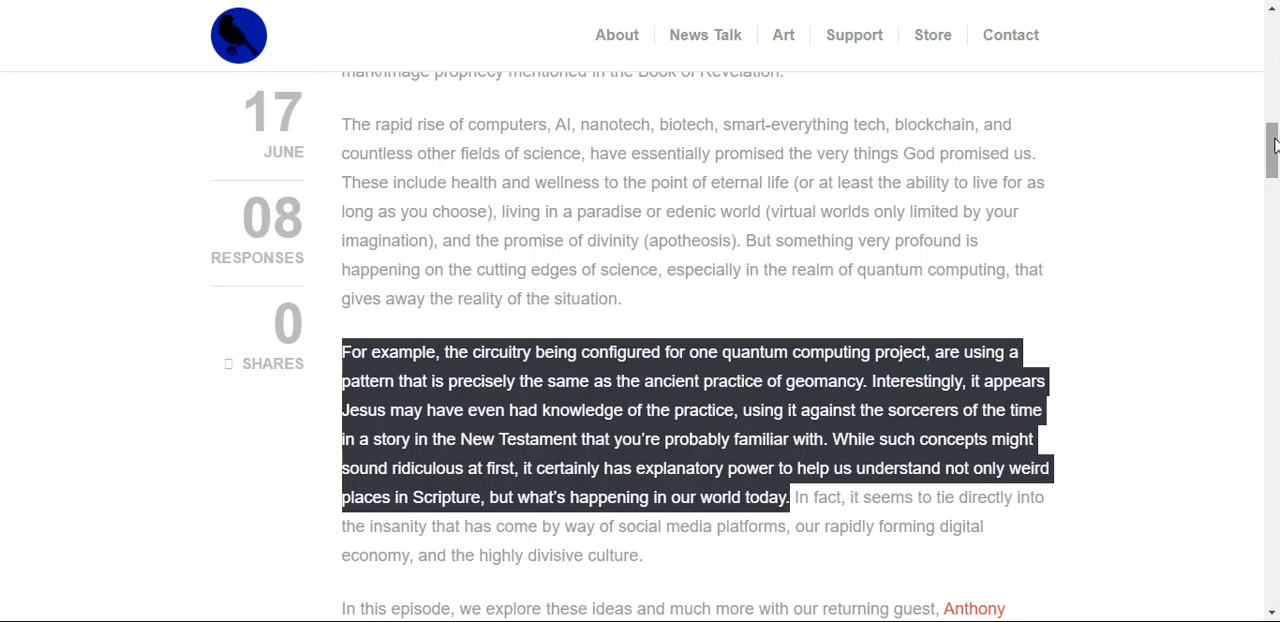 About
News Talk
Art
Support
Store
Contact
mark/image prophecy mentioned in the Book of Revelation.
17
JUNE
08
RESPONSES
0
SHARES
The rapid rise of computers, AI, nanotech, biotech, smart-everything tech, blockchain, and
countless other fields of science, have essentially promised the very things God promised us.
These include health and wellness to the point of eternal life (or at least the ability to live for as
long as you choose), living in a paradise or edenic world (virtual worlds only limited by your
imagination), and the promise of divinity (apotheosis). But something very profound is
happening on the cutting edges of science, especially in the realm of quantum computing, that
gives away the reality of the situation.
For example, the circuitry being configured for one quantum computing project, are using a
pattern that is precisely the same as the ancient practice of geomancy. Interestingly, it appears
Jesus may have even had knowledge of the practice, using it against the sorcerers of the time
in a story in the New Testament that you're probably familiar with. While such concepts might
sound ridiculous at first, it certainly has explanatory power to help us understand not only weird
places in Scripture, but what's happening in our world today. In fact, it seems to tie directly into
the insanity that has come by way of social media platforms, our rapidly forming digital
economy, and the highly divisive culture.
In this episode, we explore these ideas and much more with our returning guest, Anthony